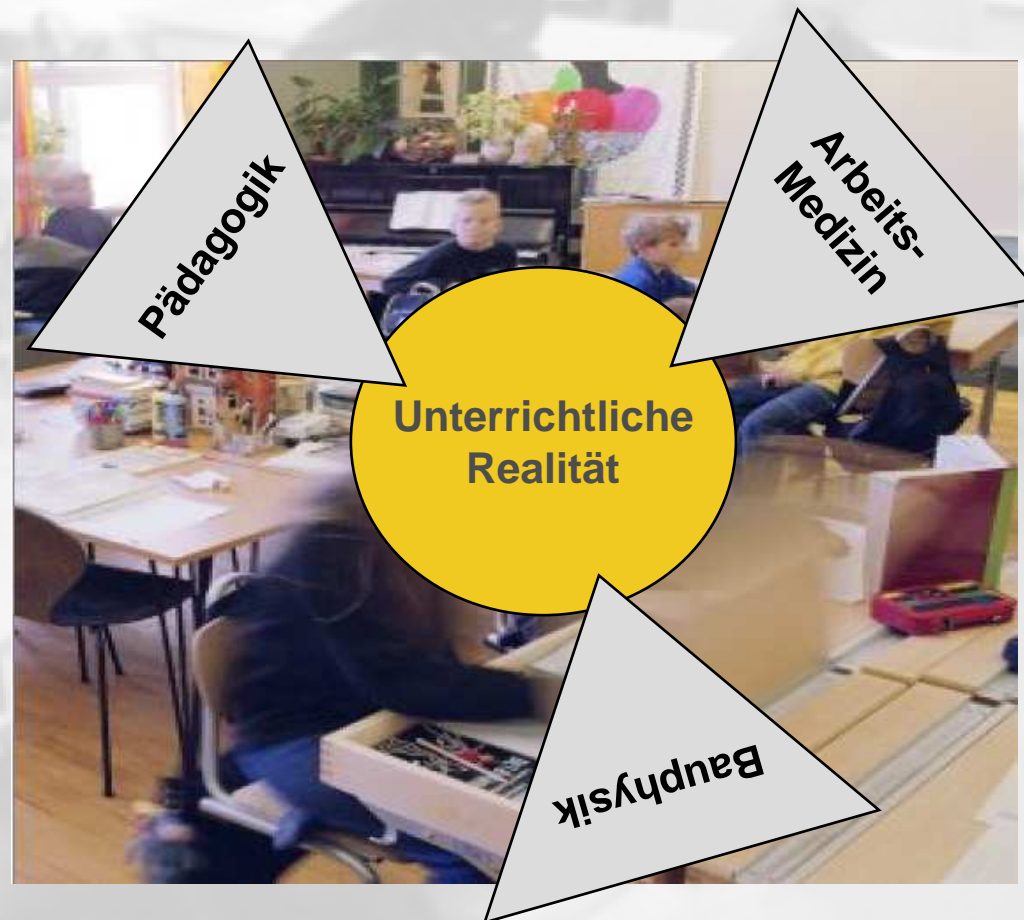 Pädagogik
Arbeits-
Medizin
Unterrichtliche
Realität
Bauphysik